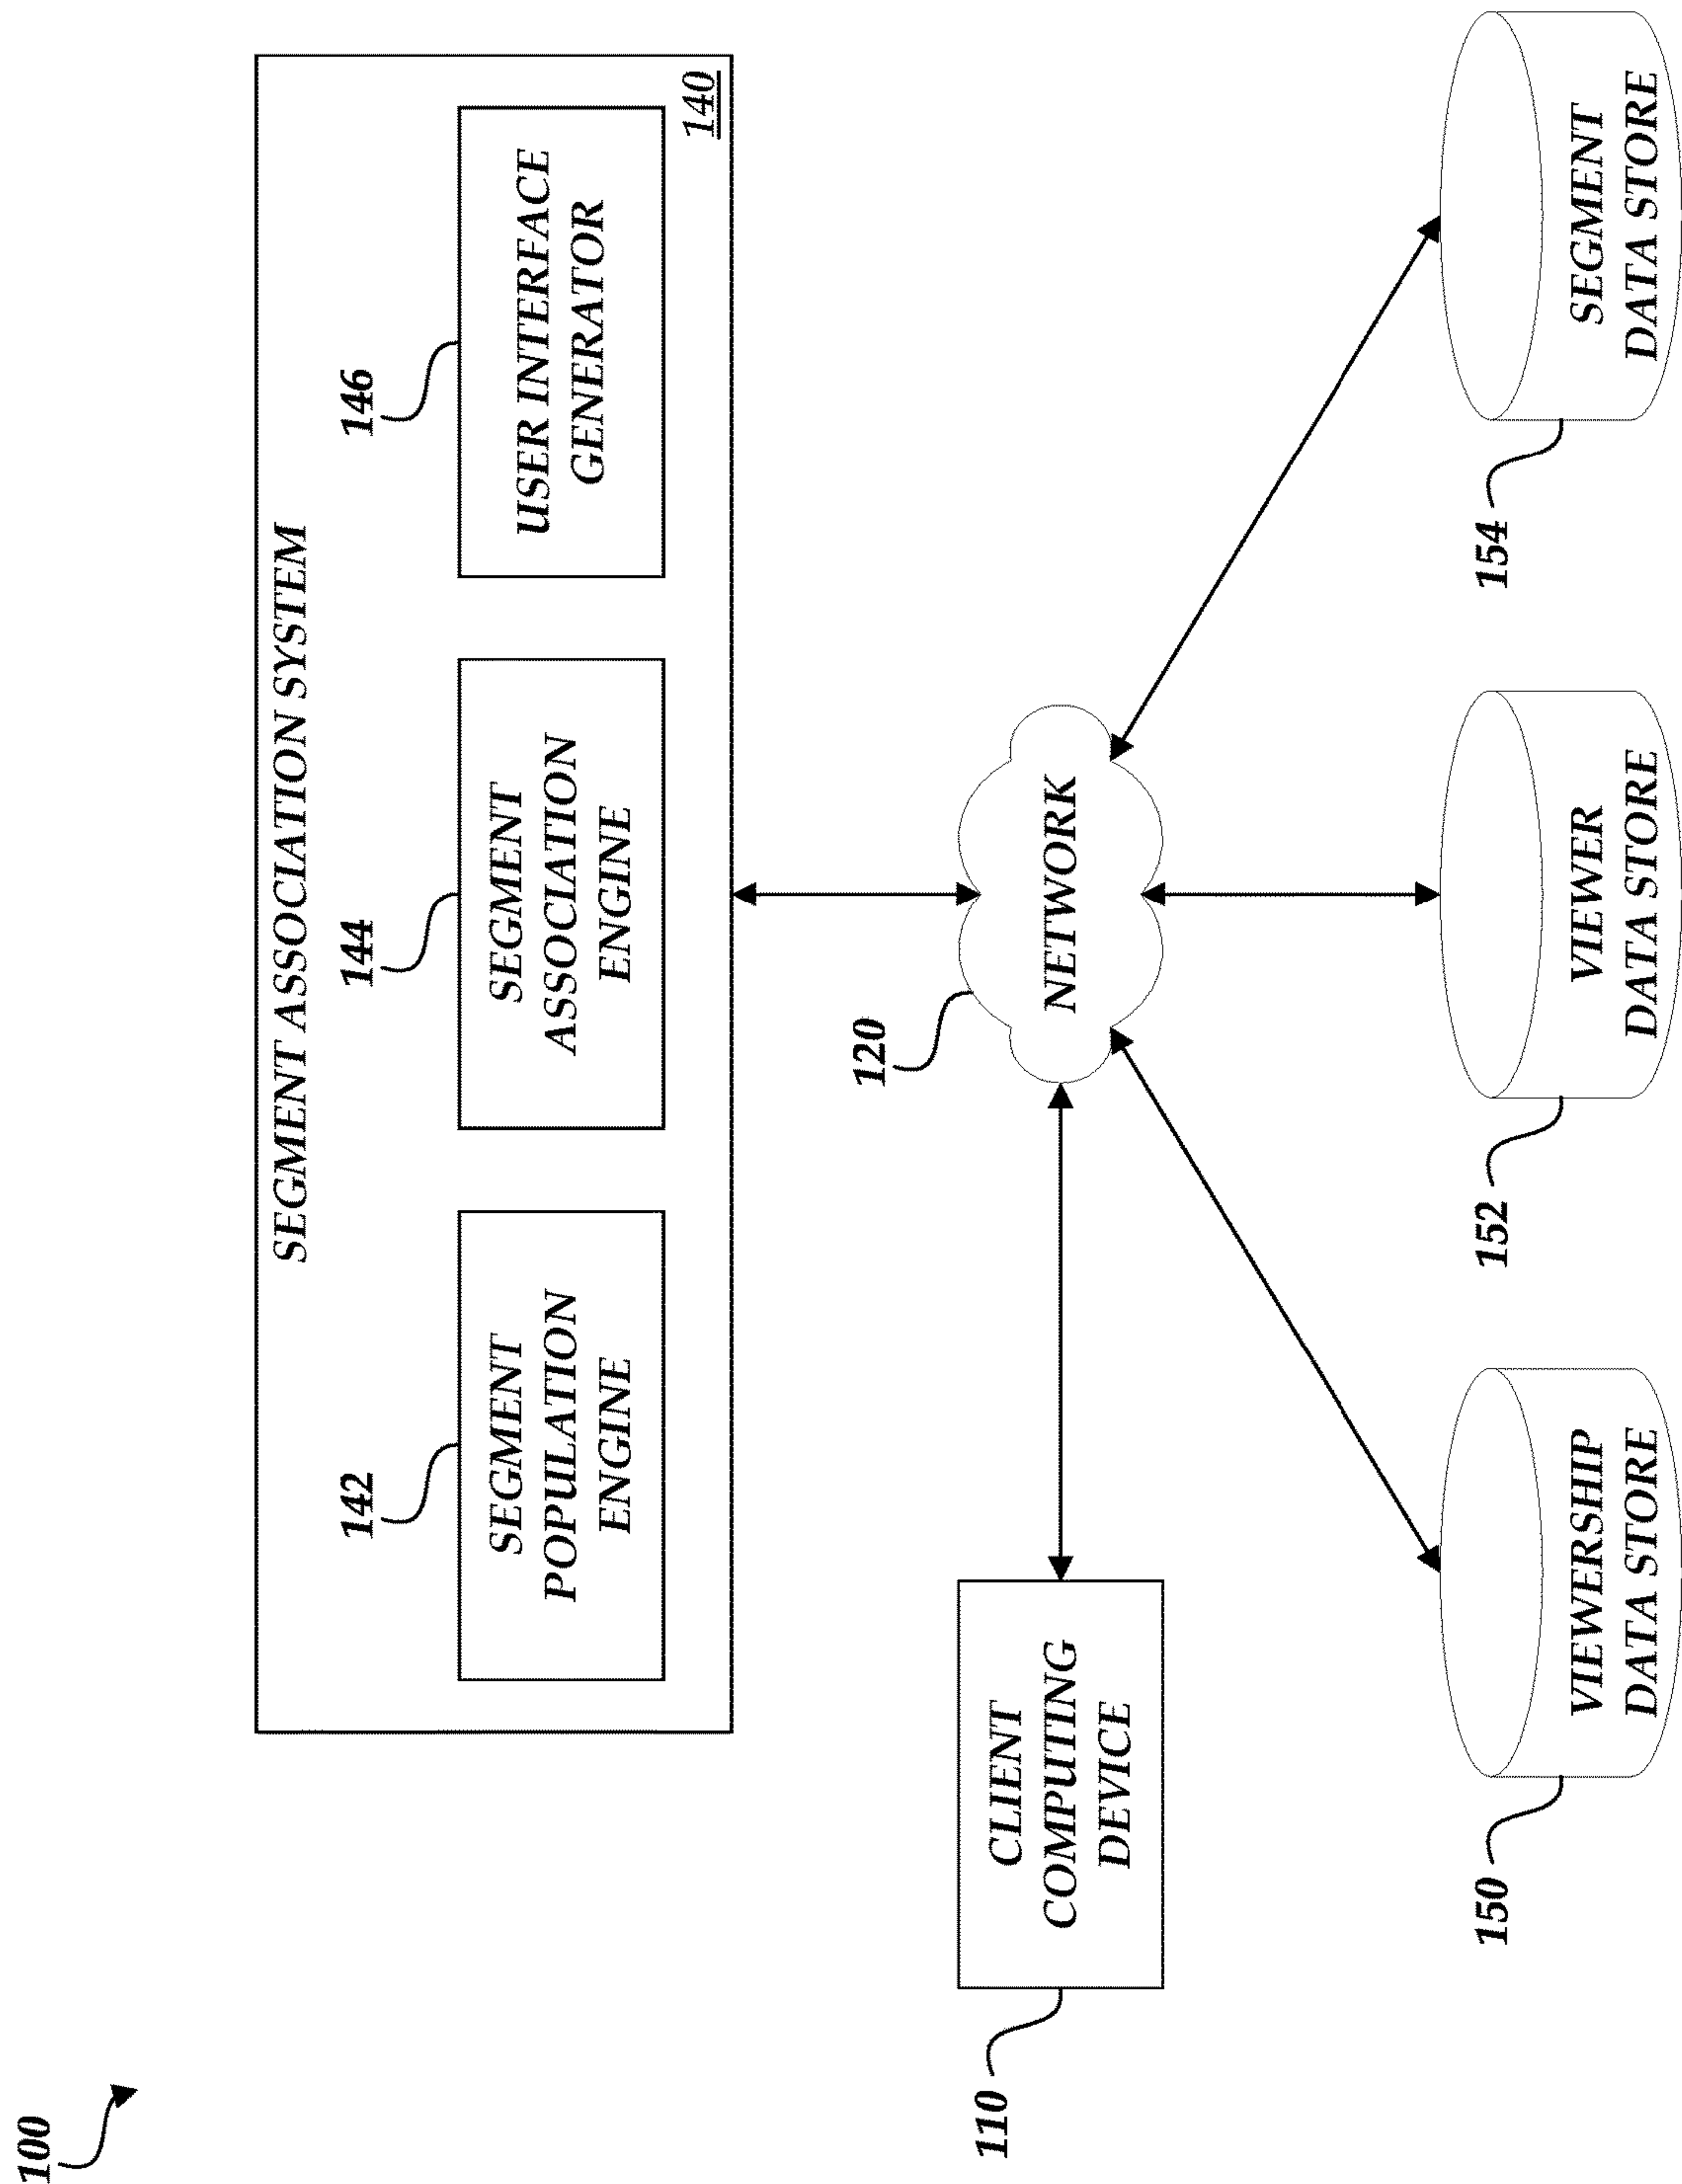 100
SEGMENT ASSOCIATION SYSTEM
142
144
146
SEGMENT
POPULATION
ENGINE
SEGMENT
ASSOCIATION
ENGINE
USER INTERFACE
GENERATOR
140
120
110
CLIENT
COMPUTING
DEVICE
NETWORK
150
VIEWERSHIP
DATA STORE
152
VIEWER
DATA STORE
154
SEGMENT
DATA STORE